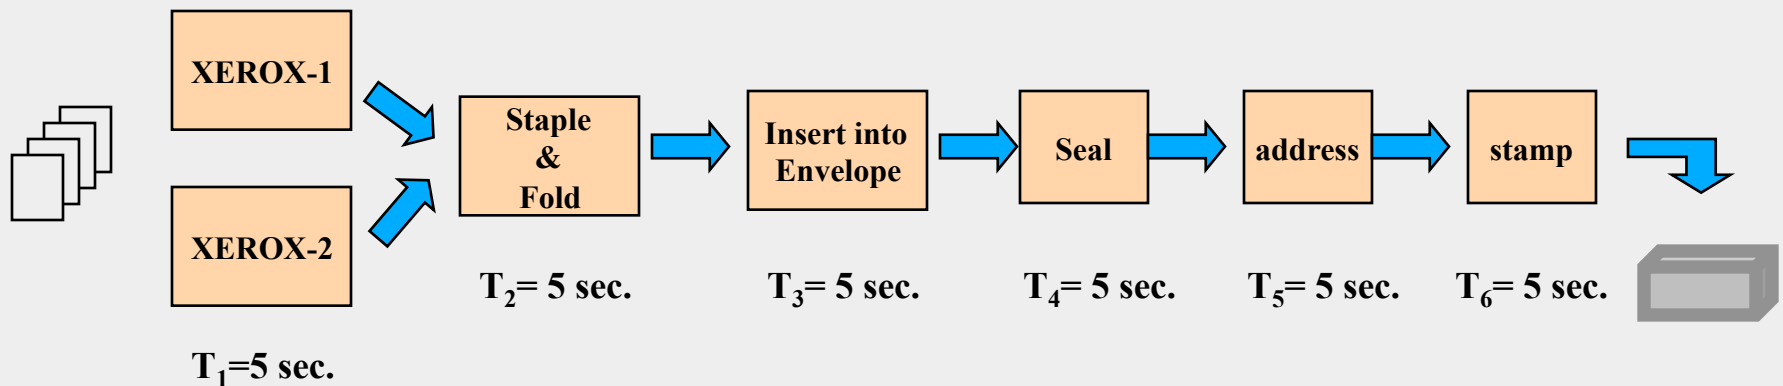 XEROX-1
XEROX-2
T₁=5 sec.
Staple
&
Fold
T₂= 5 sec.
Insert into
Envelope
T₃= 5 sec.
Seal
T₄= 5 sec.
address
T₅= 5 sec.
stamp
T₆= 5 sec.